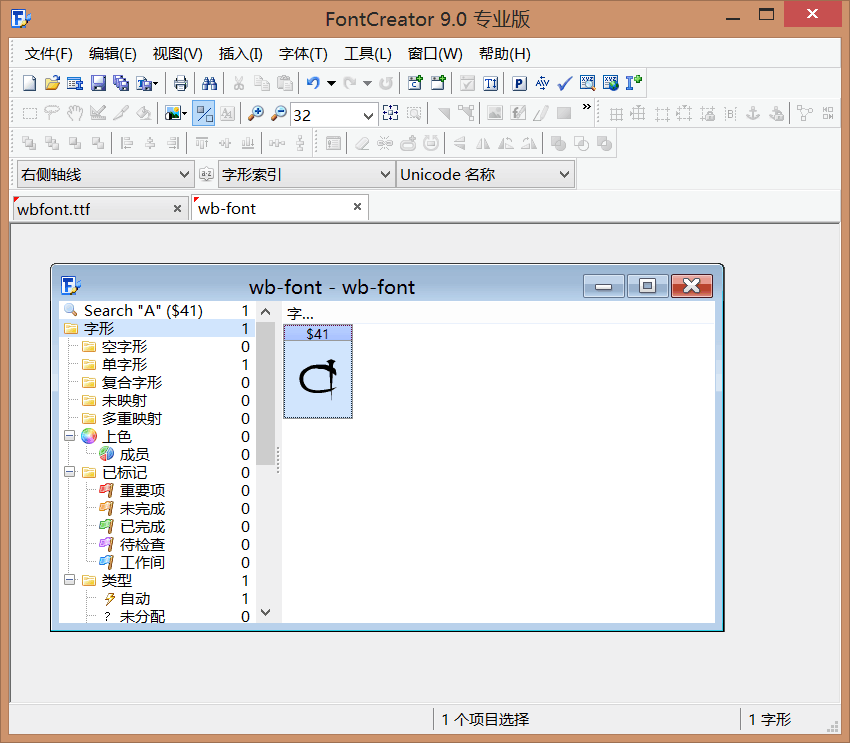 FontCreator 9.0 专业版
文件(F) 编辑(E) 视图(V) 插入(I) 字体(T) 工具(L) 窗口(W) 帮助(H)
32
右侧轴线 字形索引 Unicode 名称
wbfont.ttf wb-font
wb-font - wb-font
Search "A" ($41) 1 字...
字形 1 $41
空字形 0
单字形 1
复合字形 0
未映射 0
多重映射 0
上色 0
成员 0
已标记 0
重要项 0
未完成 0
已完成 0
待检查 0
工作间 0
类型 1
自动 1
? 未分配 0
1 个项目选择 1 字形